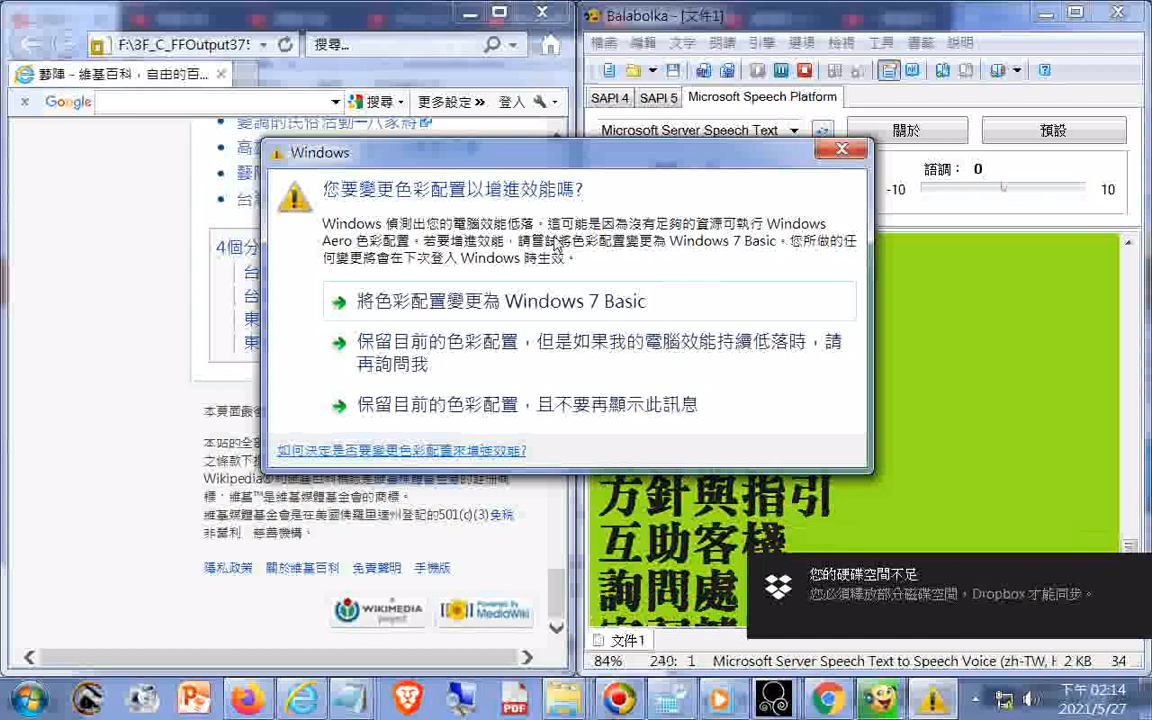 F:\3F_C_FFOutput37
搜尋...
藝陣 - 維基百科，自由的百...
Google
搜尋
更多設定 »
登入
變調的民俗活動—八家將
4個分
本頁面最後
本站的全部
之條款下提
標，維基™是維基媒體基金會的商標。
維基媒體基金會是在美國佛羅里達州登記的501(c)(3)免稅、
非營利、慈善機構。
隱私政策
關於維基百科
免責聲明
手機版
WIKIMEDIA project
Powered by MediaWiki
Balabolka - [文件1]
檔案 編輯 文字 朗讀 引擎 選項 檢視 工具 書籤 說明
SAPI 4
SAPI 5
Microsoft Speech Platform
Microsoft Server Speech Text
關於
預設
語調： 0
-10
10
Windows
您要變更色彩配置以增進效能嗎?
Windows 偵測出您的電腦效能低落。這可能是因為沒有足夠的資源可執行 Windows
Aero 色彩配置。若要增進效能，請嘗試將色彩配置變更為 Windows 7 Basic。您所做的任
何變更將會在下次登入 Windows 時生效。
將色彩配置變更為 Windows 7 Basic
保留目前的色彩配置，但是如果我的電腦效能持續低落時，請
再詢問我
保留目前的色彩配置，且不要再顯示此訊息
如何決定是否要變更色彩配置來增強效能?
方針與指引
互助客棧
詢問處
您的硬碟空間不足
您必須釋放部分磁碟空間，Dropbox 才能同步。
文件1
84%
240: 1
Microsoft Server Speech Text to Speech Voice (zh-TW, H
2 KB
34
下午 02:14
2021/5/27